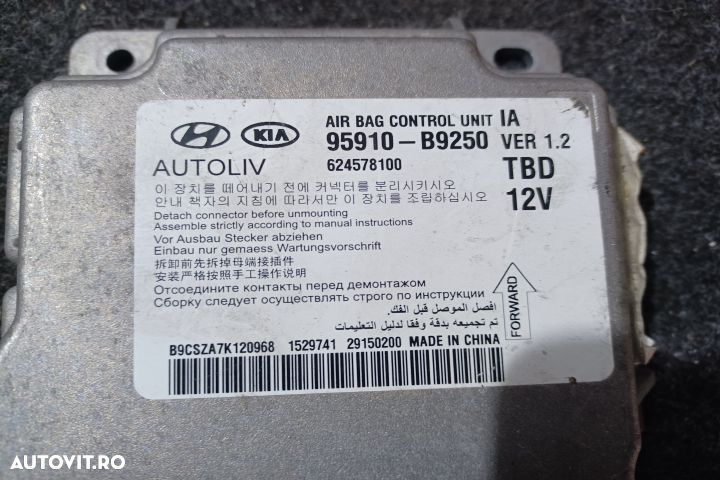 KIA
AIR BAG CONTROL UNIT IA
95910-B9250 VER 1.2
AUTOLIV 624578100 TBD
12V
이 장치를 떼어내기 전에 커넥터를 분리시키시오
안내 책자의 지침에 따라서만 이 장치를 조립하십시오
Detach connector before unmounting
Assemble strictly according to manual instructions
Vor Ausbau Stecker abziehen
Einbau nur gemaess Wartungsvorschrift
拆卸前先拆掉母端接插件
安装严格按照手工操作说明
Отсоедините контакты перед демонтажом
Сборку следует осуществлять строго по инструкции
افصل الموصل قبل الفك.
تم تجميعه بدقة وفقا لدليل التعليمات
FORWARD
B9CSZA7K120968 1529741 29150200 MADE IN CHINA
AUTOVIT.RO